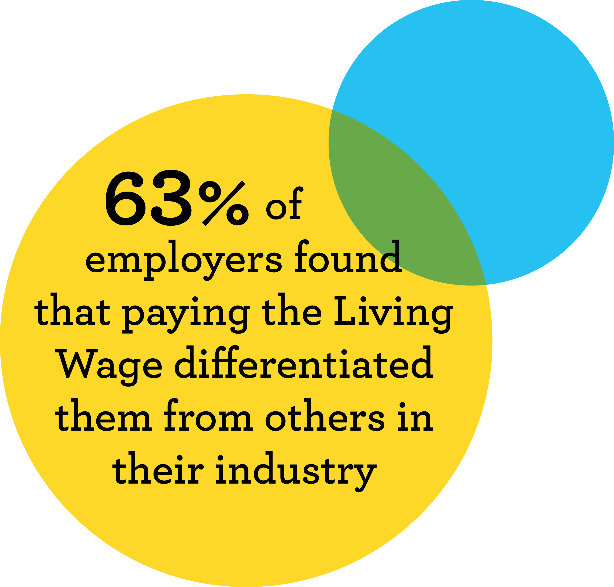 63% of
employers found
that paying the Living
Wage differentiated
them from others in
their industry